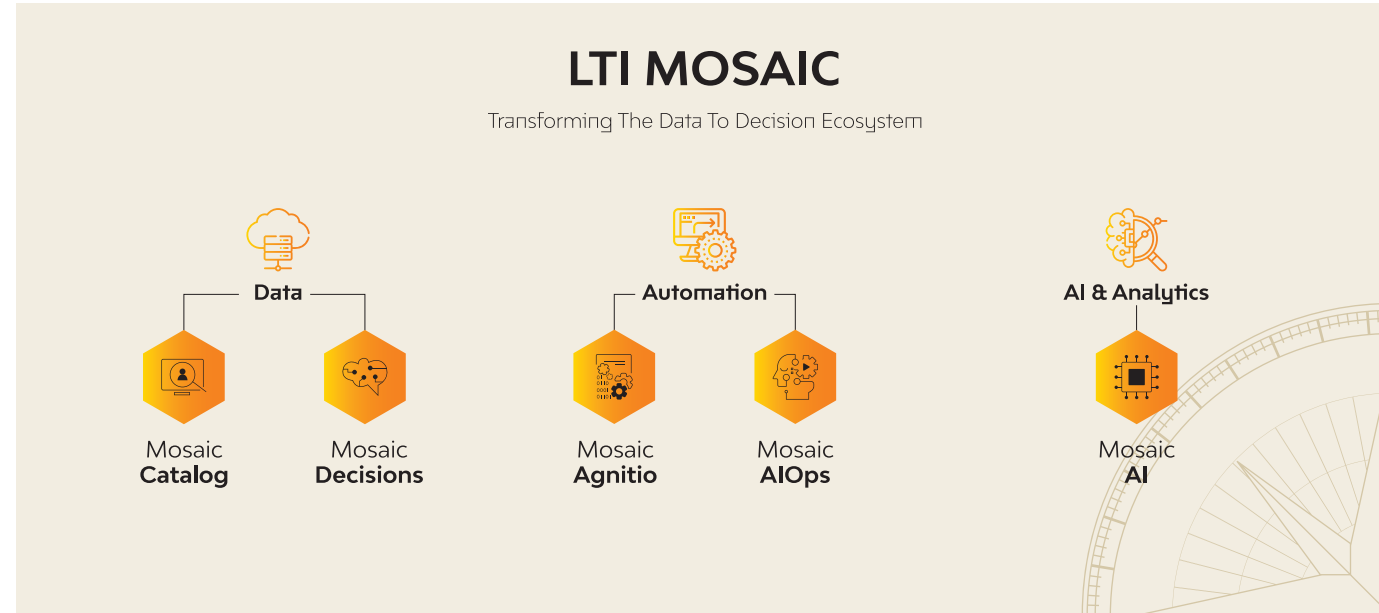 LTI MOSAIC
Transforming The Data To Decision Ecosystem
Data
Automation
AI & Analytics
Mosaic
Catalog
Mosaic
Decisions
Mosaic
Agnitio
Mosaic
AIOps
Mosaic
AI